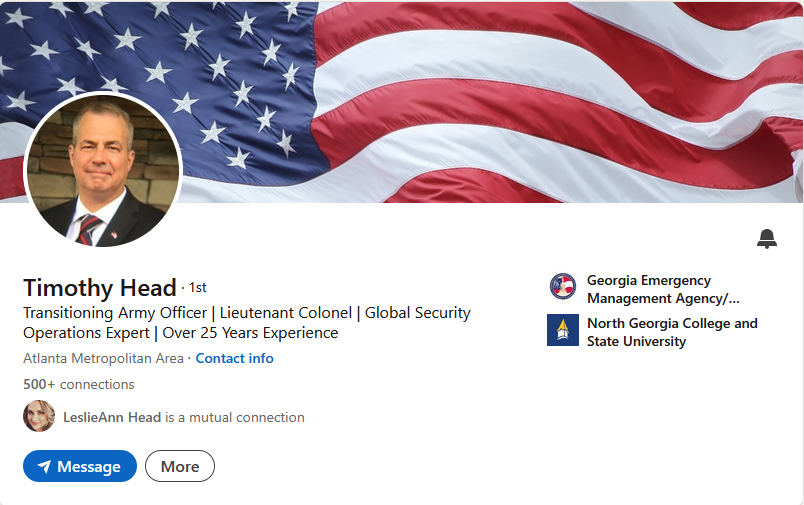 Timothy Head · 1st
Transitioning Army Officer | Lieutenant Colonel | Global Security
Operations Expert | Over 25 Years Experience
Atlanta Metropolitan Area · Contact info
500+ connections
LeslieAnn Head is a mutual connection
Message
More
Georgia Emergency
Management Agency/...
North Georgia College and
State University